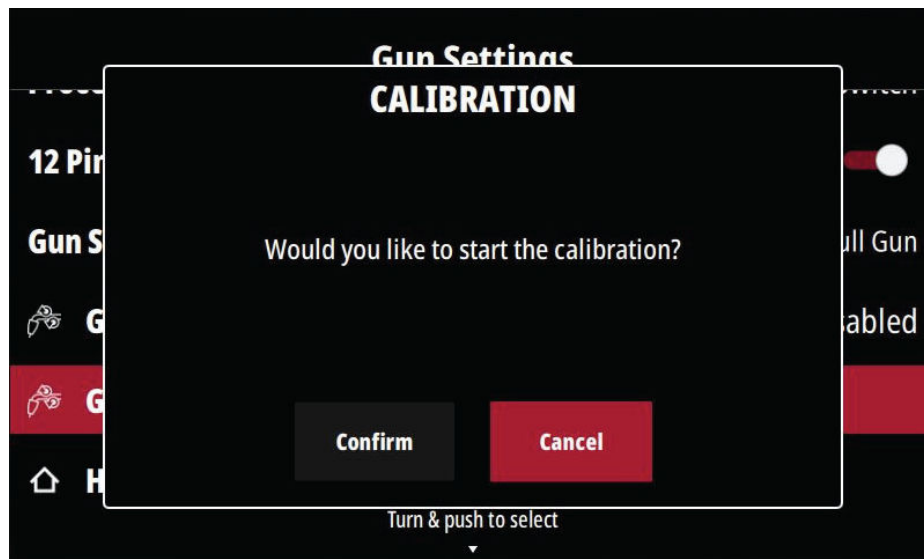 Gun Settings
CALIBRATION
12 Pin
Gun S
ull Gun
Would you like to start the calibration?
G
abled
G
Confirm
Cancel
H
Turn & push to select